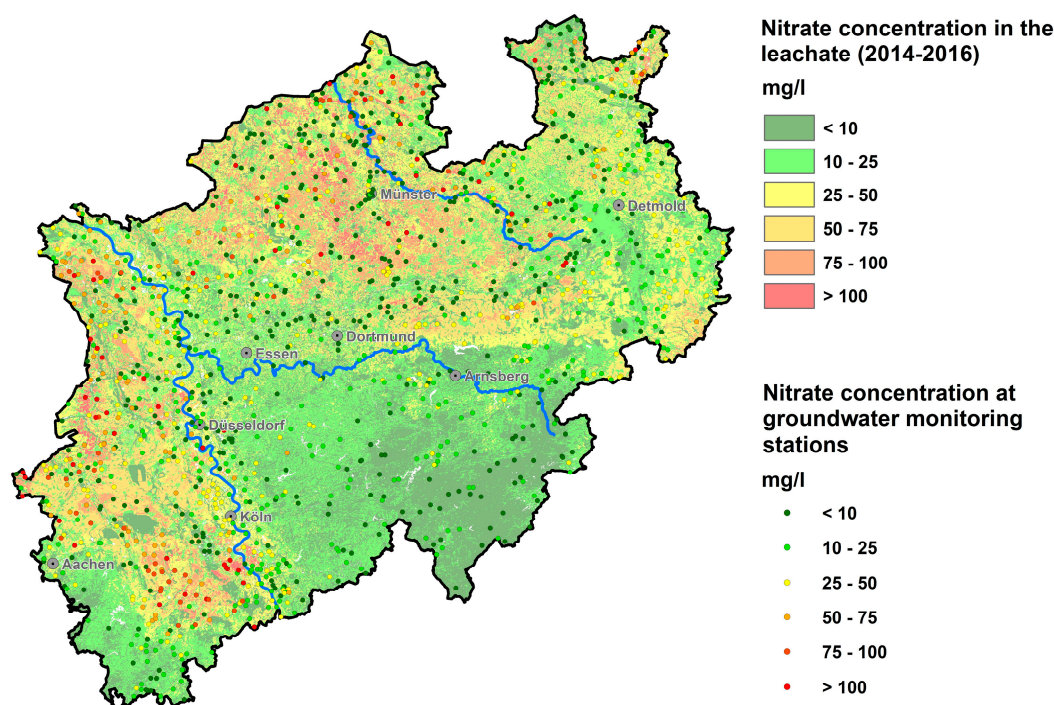 Nitrate concentration in the
leachate (2014-2016)
mg/l
< 10
10 - 25
25 - 50
50 - 75
75 - 100
> 100
Münster
Detmold
Dortmund
Essen
Arnsberg
Düsseldorf
Köln
Aachen
Nitrate concentration at
groundwater monitoring
stations
mg/l
< 10
10 - 25
25 - 50
50 - 75
75 - 100
> 100